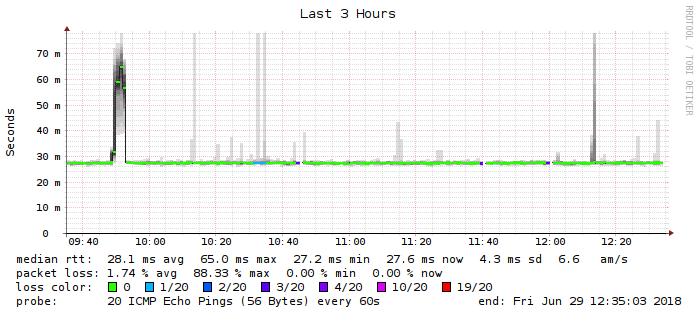 Last 3 Hours
RRDTOOL / TOBI OETIKER
Seconds
70 m
60 m
50 m
40 m
30 m
20 m
10 m
0
09:40 10:00 10:20 10:40 11:00 11:20 11:40 12:00 12:20
median rtt: 28.1 ms avg 65.0 ms max 27.2 ms min 27.6 ms now 4.3 ms sd 6.6 am/s
packet loss: 1.74 % avg 88.33 % max 0.00 % min 0.00 % now
loss color: 0 1/20 2/20 3/20 4/20 10/20 19/20
probe: 20 ICMP Echo Pings (56 Bytes) every 60s end: Fri Jun 29 12:35:03 2018